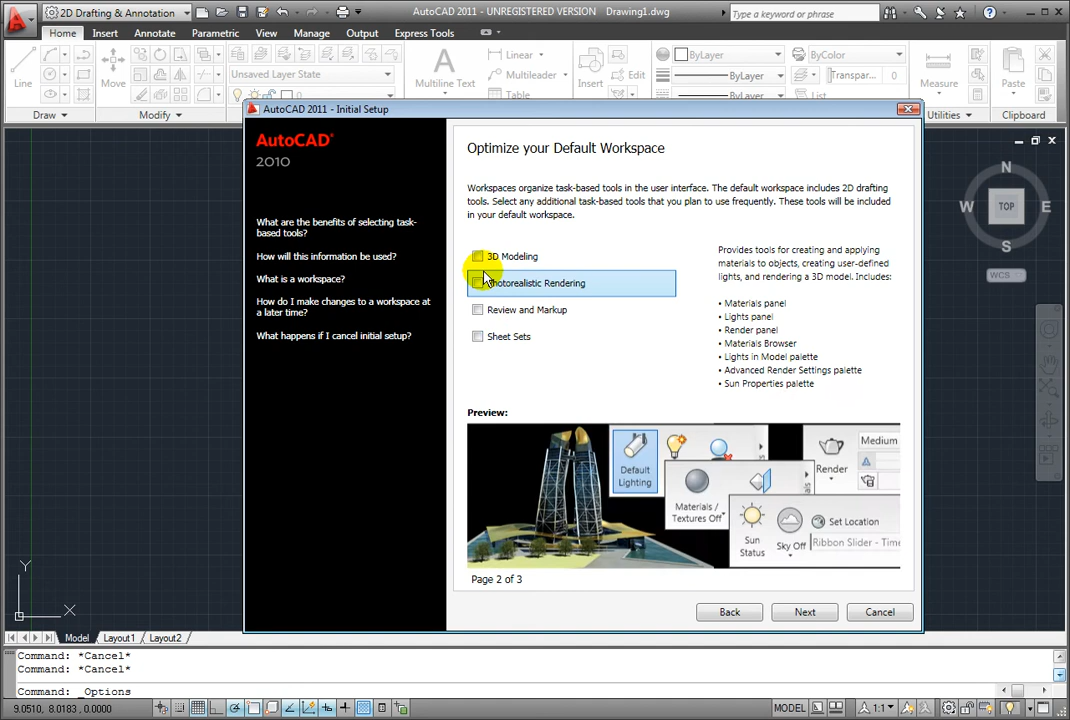 2D Drafting & Annotation
AutoCAD 2011 - UNREGISTERED VERSION Drawing1.dwg
Type a keyword or phrase
Home Insert Annotate Parametric View Manage Output Express Tools
Line
Move
Unsaved Layer State
Multiline Text
Linear
Multileader
Table
Insert
Edit
ByLayer
ByLayer
ByLayer
ByColor
Transpar... 0
List
Measure
Paste
Draw
Modify
Utilities
Clipboard
AutoCAD 2011 - Initial Setup
AutoCAD®
2010
What are the benefits of selecting task-
based tools?
How will this information be used?
What is a workspace?
How do I make changes to a workspace at
a later time?
What happens if I cancel initial setup?
Optimize your Default Workspace
Workspaces organize task-based tools in the user interface. The default workspace includes 2D drafting
tools. Select any additional task-based tools that you plan to use frequently. These tools will be included
in your default workspace.
3D Modeling
Photorealistic Rendering
Review and Markup
Sheet Sets
Provides tools for creating and applying
materials to objects, creating user-defined
lights, and rendering a 3D model. Includes:
• Materials panel
• Lights panel
• Render panel
• Materials Browser
• Lights in Model palette
• Advanced Render Settings palette
• Sun Properties palette
Preview:
Default
Lighting
Materials /
Textures Off
Sun
Status
Sky Off
Render
Medium
Set Location
Ribbon Slider - Time
Page 2 of 3
Back Next Cancel
N
W TOP E
S
WCS
Y
X
Model Layout1 Layout2
Command: *Cancel*
Command: *Cancel*
Command: _Options
9.0510, 8.0183, 0.0000
MODEL
1:1